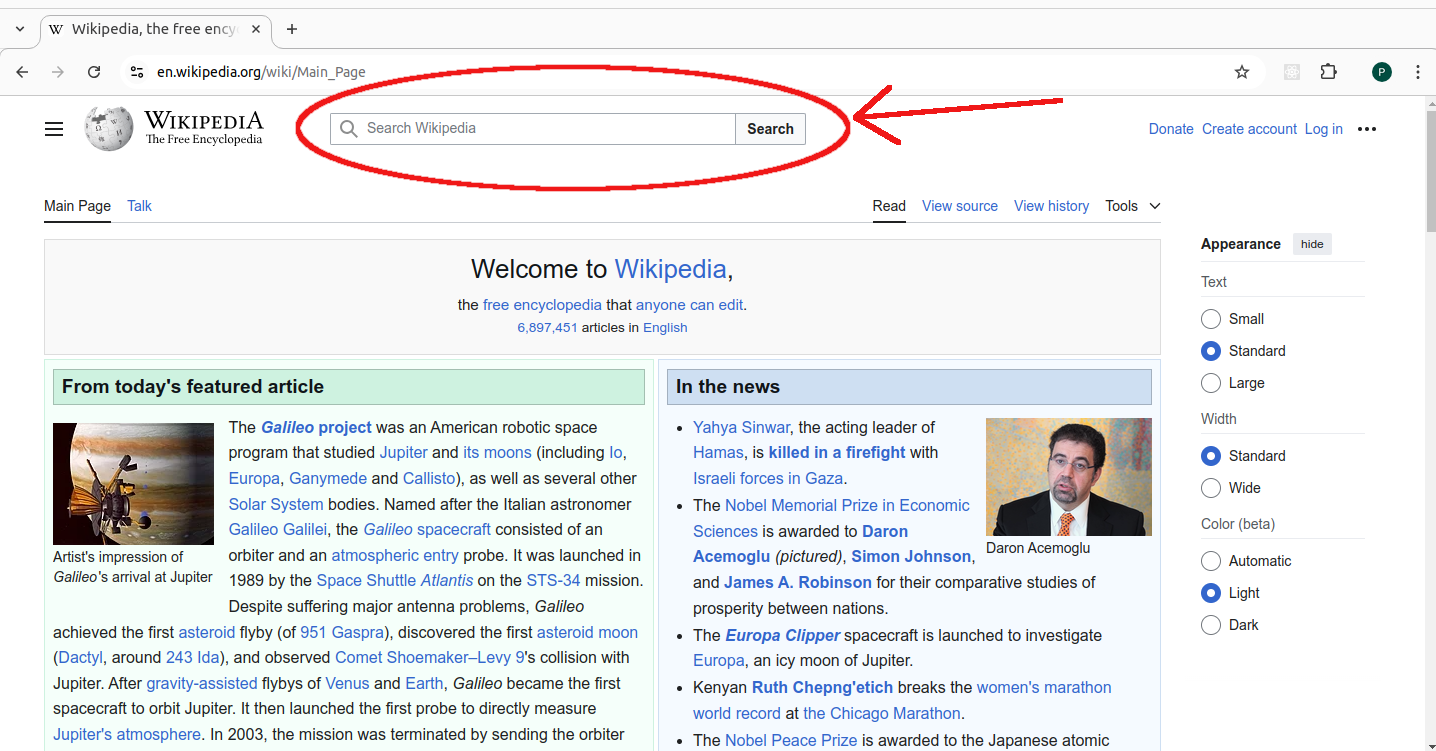 Wikipedia, the free ency
en.wikipedia.org/wiki/Main_Page
P
WIKIPEDIA
The Free Encyclopedia
Search Wikipedia
Search
Donate Create account Log in
Main Page Talk
Read View source View history Tools
Welcome to Wikipedia,
the free encyclopedia that anyone can edit.
6,897,451 articles in English
From today's featured article
The Galileo project was an American robotic space
program that studied Jupiter and its moons (including Io,
Europa, Ganymede and Callisto), as well as several other
Solar System bodies. Named after the Italian astronomer
Galileo Galilei, the Galileo spacecraft consisted of an
orbiter and an atmospheric entry probe. It was launched in
1989 by the Space Shuttle Atlantis on the STS-34 mission.
Despite suffering major antenna problems, Galileo
achieved the first asteroid flyby (of 951 Gaspra), discovered the first asteroid moon
(Dactyl, around 243 Ida), and observed Comet Shoemaker–Levy 9's collision with
Jupiter. After gravity-assisted flybys of Venus and Earth, Galileo became the first
spacecraft to orbit Jupiter. It then launched the first probe to directly measure
Jupiter's atmosphere. In 2003, the mission was terminated by sending the orbiter
Artist's impression of
Galileo's arrival at Jupiter
In the news
Yahya Sinwar, the acting leader of
Hamas, is killed in a firefight with
Israeli forces in Gaza.
The Nobel Memorial Prize in Economic
Sciences is awarded to Daron
Acemoglu (pictured), Simon Johnson,
and James A. Robinson for their comparative studies of
prosperity between nations.
The Europa Clipper spacecraft is launched to investigate
Europa, an icy moon of Jupiter.
Kenyan Ruth Chepng'etich breaks the women's marathon
world record at the Chicago Marathon.
The Nobel Peace Prize is awarded to the Japanese atomic
Daron Acemoglu
Appearance hide
Text
Small
Standard
Large
Width
Standard
Wide
Color (beta)
Automatic
Light
Dark